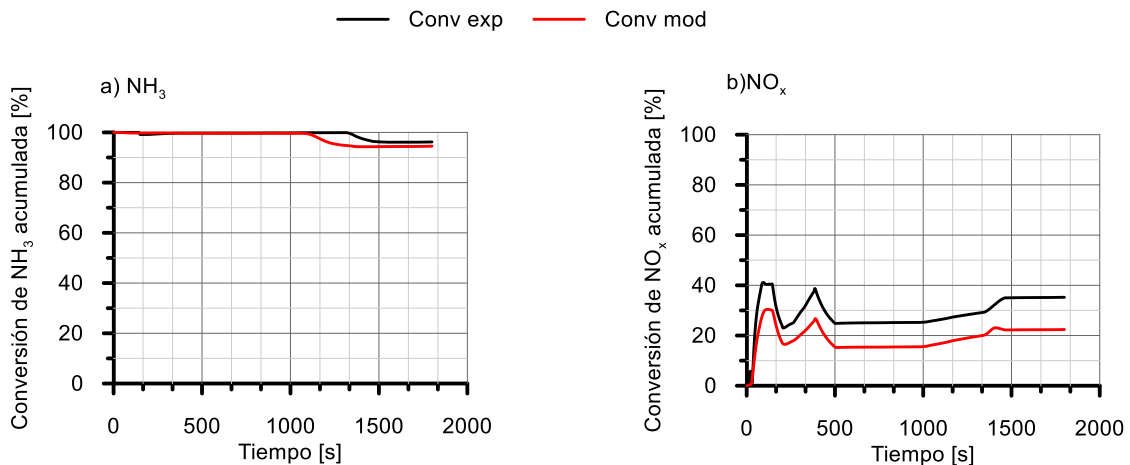 Conv exp Conv mod
a) NH₃
Conversión de NH₃ acumulada [%]
100
80
60
40
20
0
0 500 1000 1500 2000
Tiempo [s]
b)NOₓ
Conversión de NOₓ acumulada [%]
100
80
60
40
20
0
0 500 1000 1500 2000
Tiempo [s]